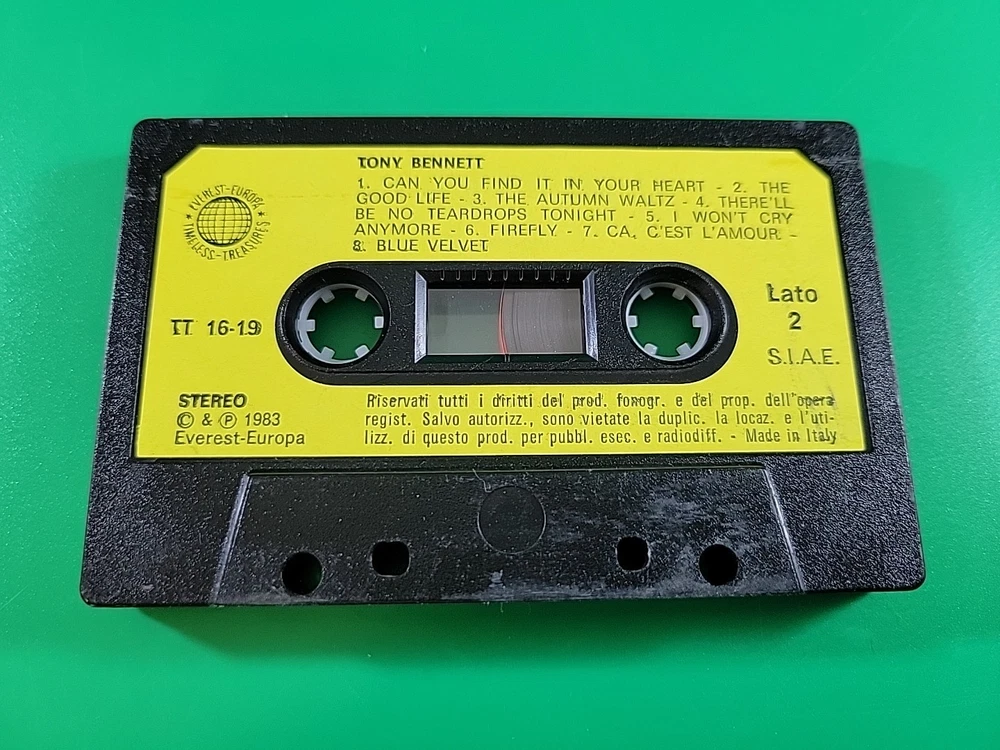 TONY BENNETT
1. CAN YOU FIND IT IN YOUR HEART - 2. THE
GOOD LIFE - 3. THE AUTUMN WALTZ - 4. THERE'LL
BE NO TEARDROPS TONIGHT - 5. I WON'T CRY
ANYMORE - 6. FIREFLY - 7. CA, C'EST L'AMOUR -
8. BLUE VELVET
EVEREST-EUROPA
TIMELESS-TREASURES
TT 16-19
Lato
2
S.I.A.E.
STEREO
© & ℗ 1983
Everest-Europa
Riservati tutti i diritti del prod. fonogr. e del prop. dell'opera
regist. Salvo autorizz., sono vietate la duplic. la locaz. e l'uti-
lizz. di questo prod. per pubbl. esec. e radiodiff. - Made in Italy